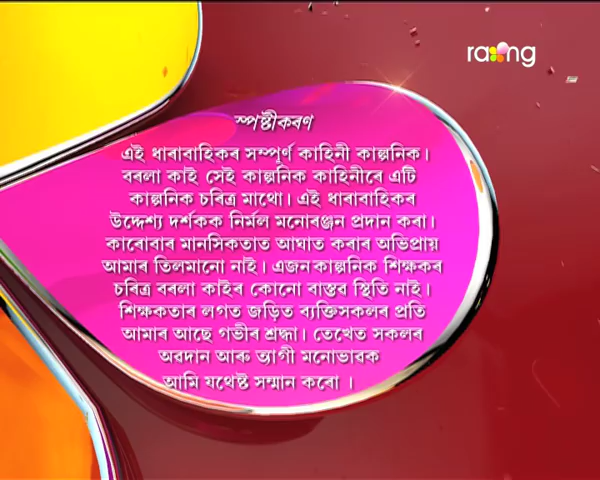 rang
স্পষ্টীকৰণ
এই ধাৰাবাহিকৰ সম্পূৰ্ণ কাহিনী কাল্পনিক।
বৰলা কাই সেই কাল্পনিক কাহিনীৰে এটি
কাল্পনিক চৰিত্ৰ মাথো। এই ধাৰাবাহিকৰ
উদ্দেশ্য দৰ্শকক নিৰ্মল মনোৰঞ্জন প্ৰদান কৰা।
কাৰোবাৰ মানসিকতাত আঘাত কৰাৰ অভিপ্ৰায়
আমাৰ তিলমানো নাই। এজন কাল্পনিক শিক্ষকৰ
চৰিত্ৰ বৰলা কাইৰ কোনো বাস্তৱ স্থিতি নাই।
শিক্ষকতাৰ লগত জড়িত ব্যক্তিসকলৰ প্ৰতি
আমাৰ আছে গভীৰ শ্ৰদ্ধা। তেখেত সকলৰ
অৱদান আৰু ত্যাগী মনোভাৱক
আমি যথেষ্ট সন্মান কৰো ।